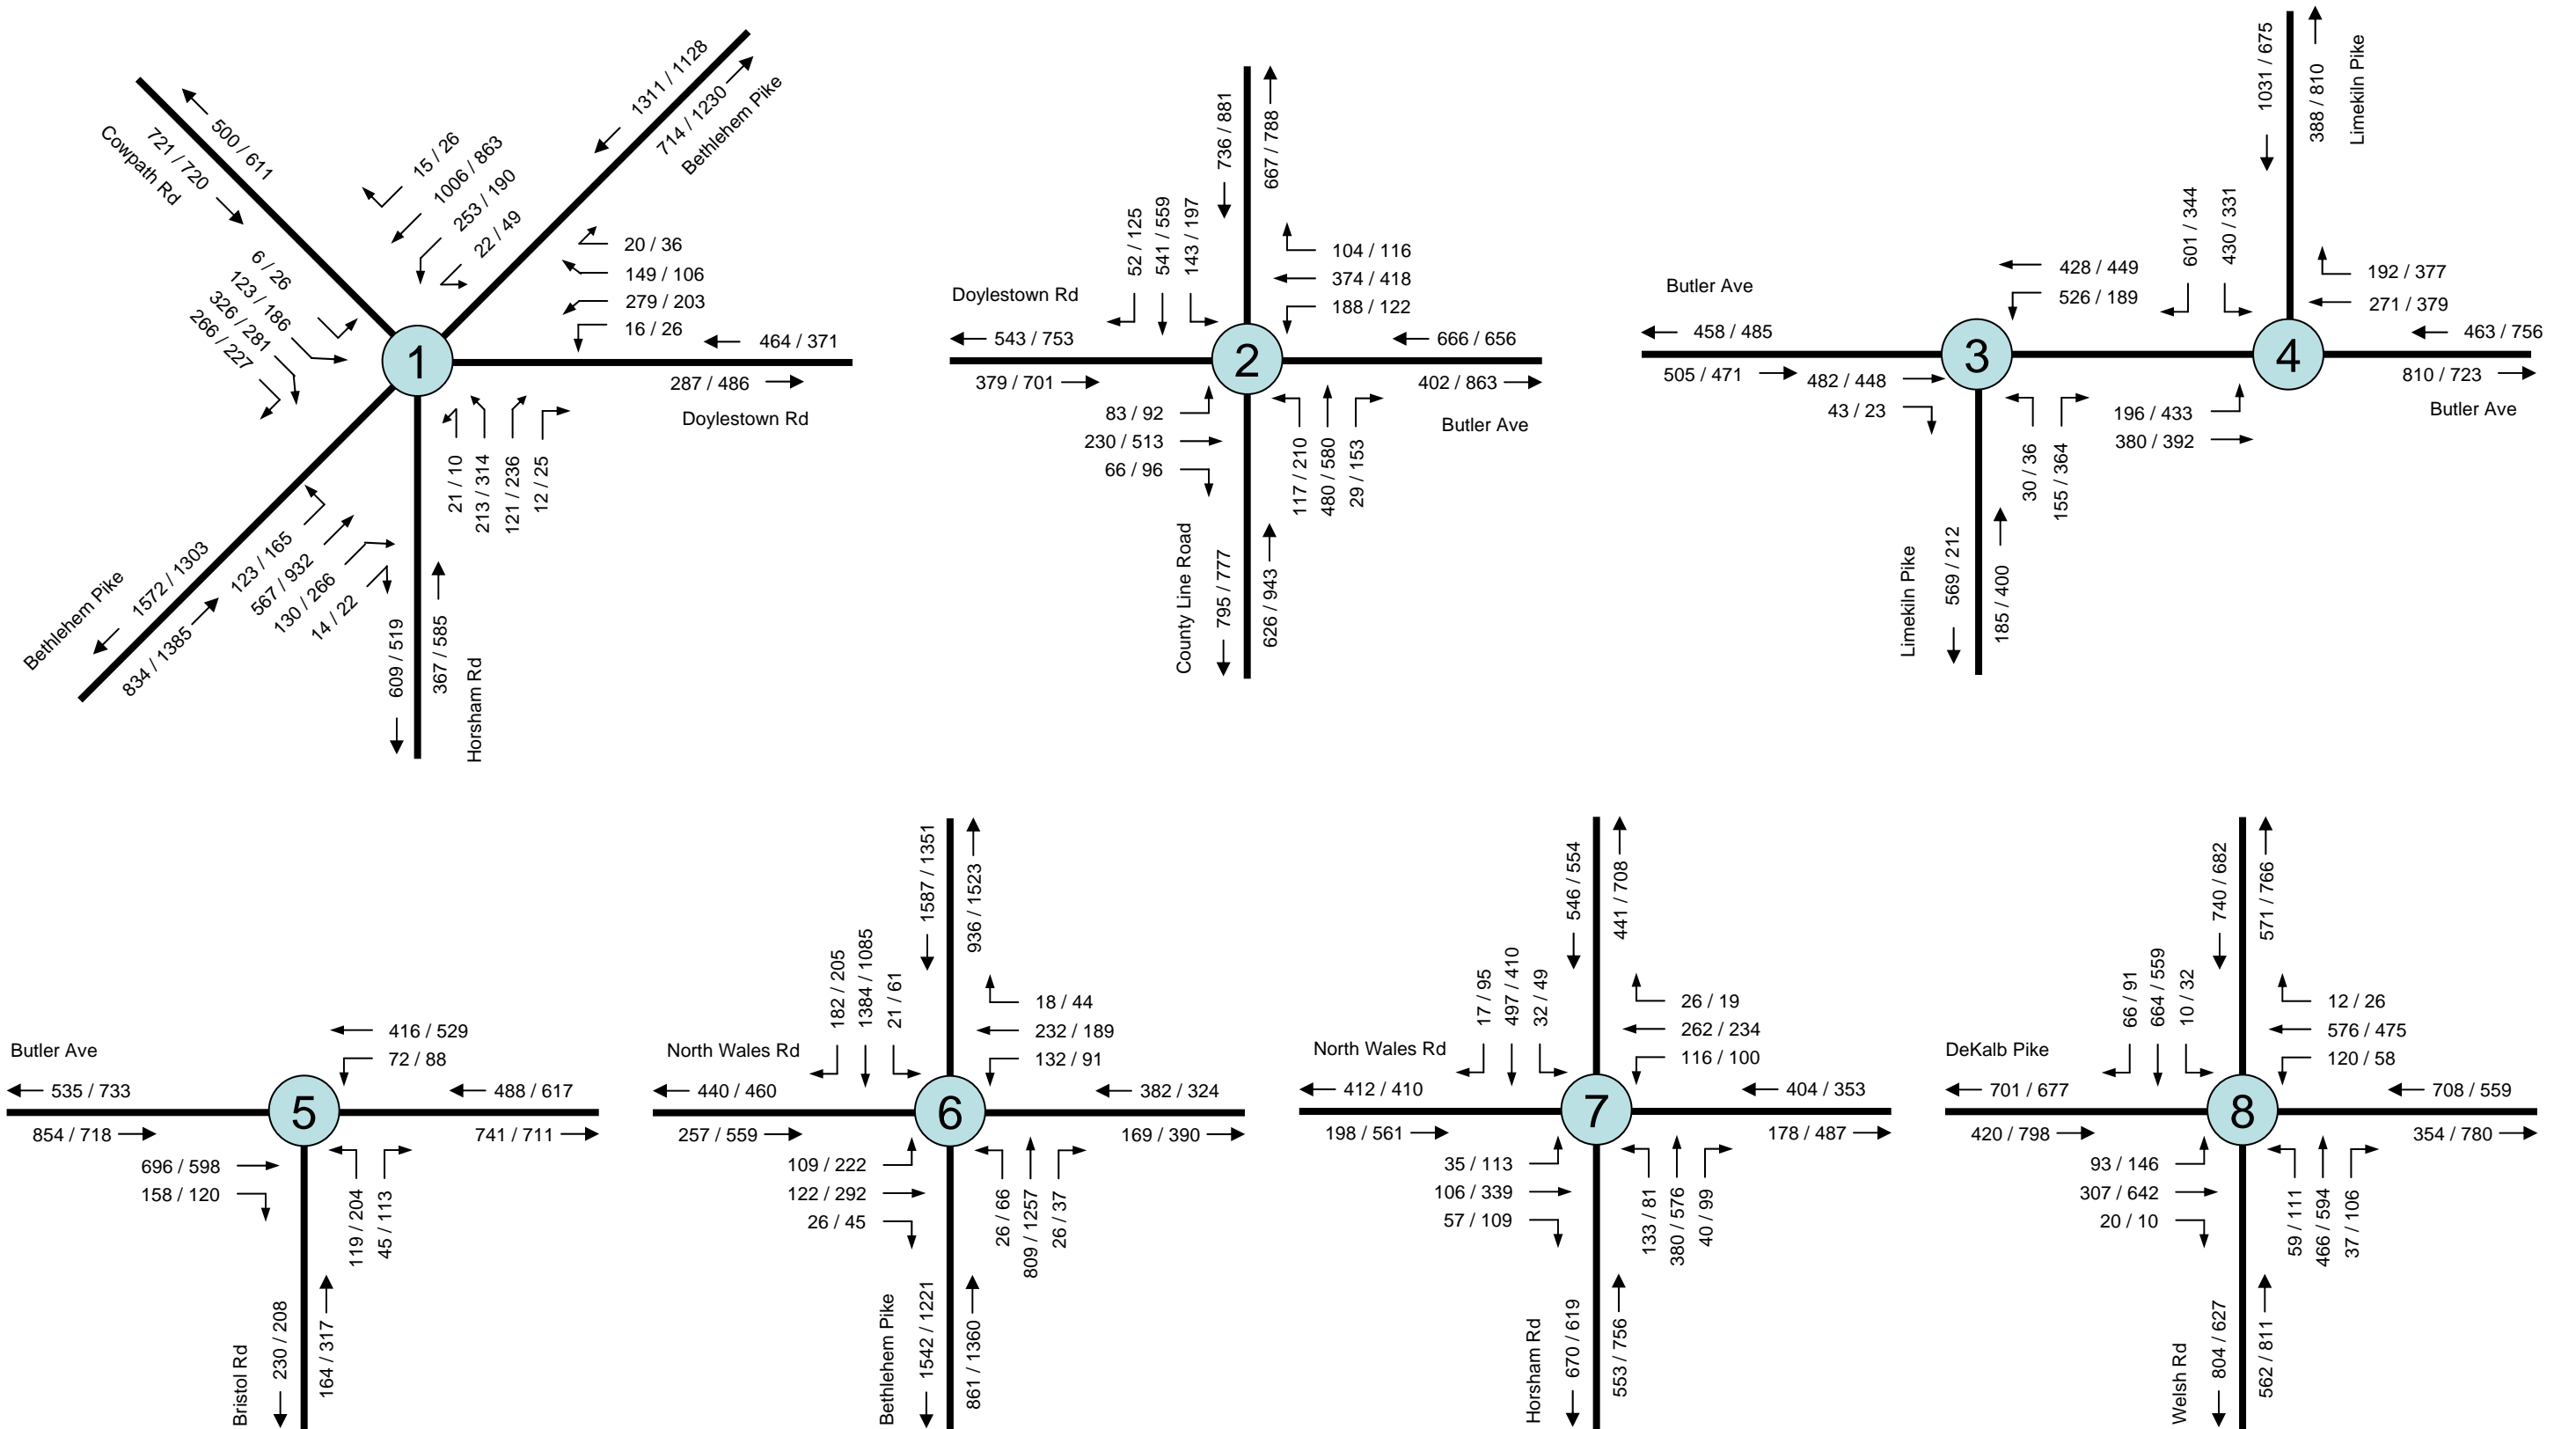 500 / 611
721 / 720
Cowpath Rd
1311 / 1128
714 / 1230
Bethlehem Pike
15 / 26
1006 / 863
253 / 190
22 / 49
20 / 36
149 / 106
279 / 203
16 / 26
464 / 371
287 / 486
Doylestown Rd
6 / 26
123 / 186
326 / 281
266 / 227
1
21 / 10
213 / 314
121 / 236
12 / 25
123 / 165
567 / 932
130 / 266
14 / 22
Bethlehem Pike
1572 / 1303
834 / 1385
609 / 519
367 / 585
Horsham Rd
736 / 881
667 / 788
52 / 125
541 / 559
143 / 197
104 / 116
374 / 418
188 / 122
Doylestown Rd
543 / 753
379 / 701
2
666 / 656
402 / 863
Butler Ave
83 / 92
230 / 513
66 / 96
117 / 210
480 / 580
29 / 153
County Line Road
795 / 777
626 / 943
Butler Ave
458 / 485
505 / 471
482 / 448
43 / 23
428 / 449
526 / 189
3
30 / 36
155 / 364
Limekiln Pike
569 / 212
185 / 400
1031 / 675
388 / 810
Limekiln Pike
601 / 344
430 / 331
192 / 377
271 / 379
4
463 / 756
810 / 723
Butler Ave
196 / 433
380 / 392
416 / 529
72 / 88
Butler Ave
535 / 733
854 / 718
5
488 / 617
741 / 711
696 / 598
158 / 120
119 / 204
45 / 113
Bristol Rd
230 / 208
164 / 317
1587 / 1351
936 / 1523
182 / 205
1384 / 1085
21 / 61
18 / 44
232 / 189
132 / 91
North Wales Rd
440 / 460
257 / 559
6
382 / 324
169 / 390
109 / 222
122 / 292
26 / 45
26 / 66
809 / 1257
26 / 37
Bethlehem Pike
1542 / 1221
861 / 1360
546 / 554
441 / 708
17 / 95
497 / 410
32 / 49
26 / 19
262 / 234
116 / 100
North Wales Rd
412 / 410
198 / 561
7
404 / 353
178 / 487
35 / 113
106 / 339
57 / 109
133 / 81
380 / 576
40 / 99
Horsham Rd
670 / 619
553 / 756
740 / 682
571 / 766
66 / 91
664 / 559
10 / 32
12 / 26
576 / 475
120 / 58
DeKalb Pike
701 / 677
420 / 798
8
708 / 559
354 / 780
93 / 146
307 / 642
20 / 10
59 / 111
466 / 594
37 / 106
Welsh Rd
804 / 627
562 / 811